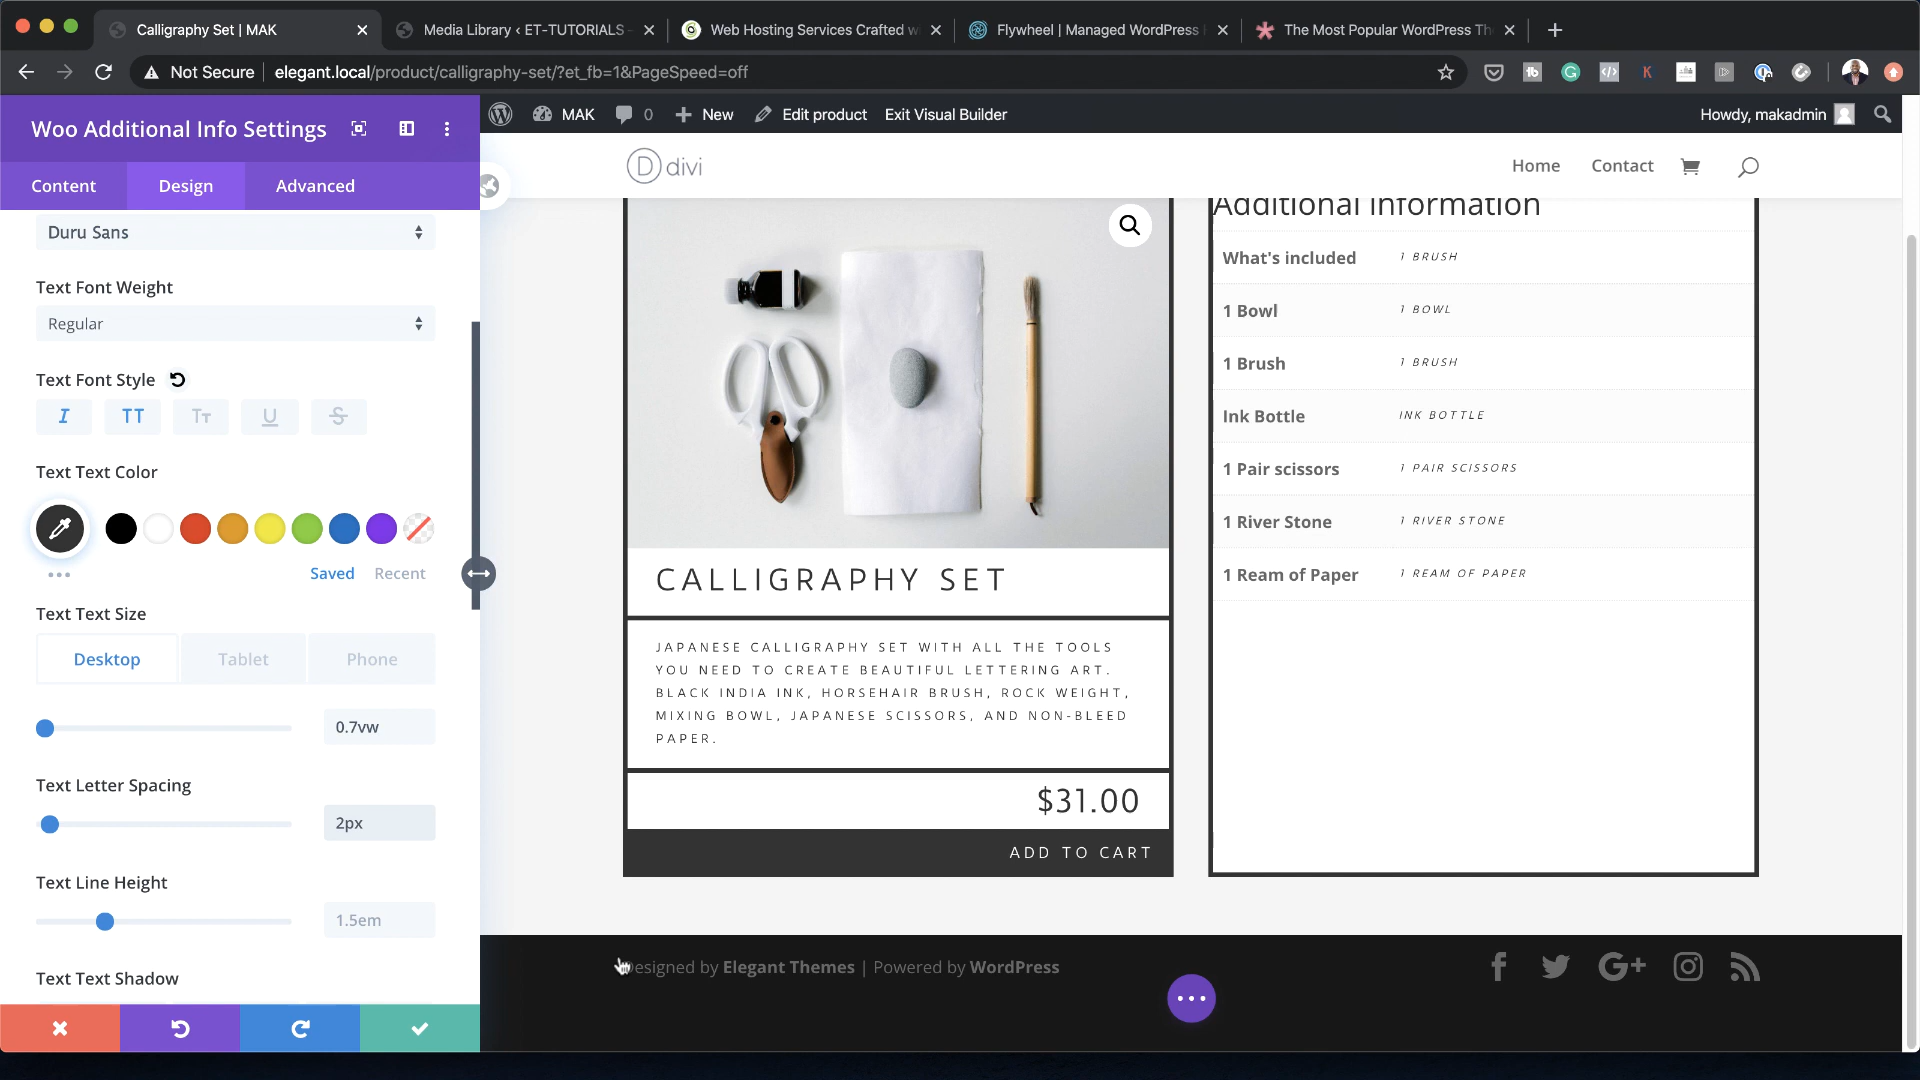 Calligraphy Set | MAK
Media Library ‹ ET-TUTORIALS -
Web Hosting Services Crafted w
Flywheel | Managed WordPress
The Most Popular WordPress Th
Not Secure
elegant.local/product/calligraphy-set/?et_fb=1&PageSpeed=off
MAK
0
New
Edit product
Exit Visual Builder
Howdy, makadmin
Woo Additional Info Settings
Content
Design
Advanced
D divi
Home
Contact
Duru Sans
Text Font Weight
Regular
Text Font Style
I
TT
Tт
U
S
Text Text Color
Saved
Recent
Text Text Size
Desktop
Tablet
Phone
0.7vw
Text Letter Spacing
2px
Text Line Height
1.5em
Text Text Shadow
CALLIGRAPHY SET
JAPANESE CALLIGRAPHY SET WITH ALL THE TOOLS
YOU NEED TO CREATE BEAUTIFUL LETTERING ART.
BLACK INDIA INK, HORSEHAIR BRUSH, ROCK WEIGHT,
MIXING BOWL, JAPANESE SCISSORS, AND NON-BLEED
PAPER.
$31.00
ADD TO CART
Additional information
What's included 1 BRUSH
1 Bowl 1 BOWL
1 Brush 1 BRUSH
Ink Bottle INK BOTTLE
1 Pair scissors 1 PAIR SCISSORS
1 River Stone 1 RIVER STONE
1 Ream of Paper 1 REAM OF PAPER
Designed by Elegant Themes | Powered by WordPress